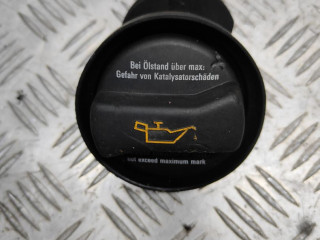 Bei Ölstand über max:
Gefahr von Katalysatorschäden
not exceed maximum mark